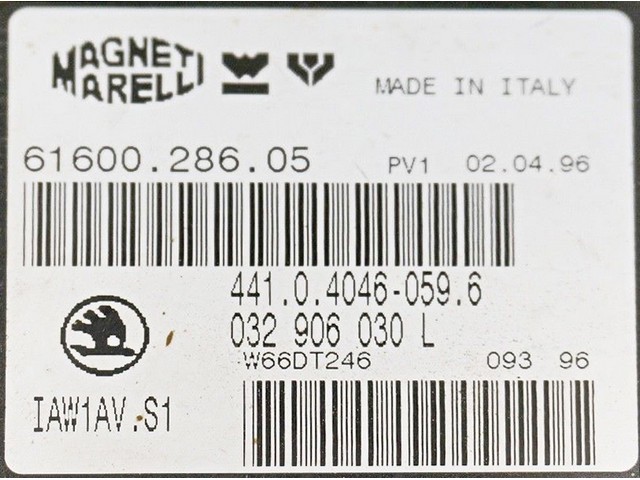 MAGNETI
MARELLI
MADE IN ITALY
61600.286.05
PV1 02.04.96
441.0.4046-059.6
032 906 030 L
W66DT246 093 96
IAW1AV.S1